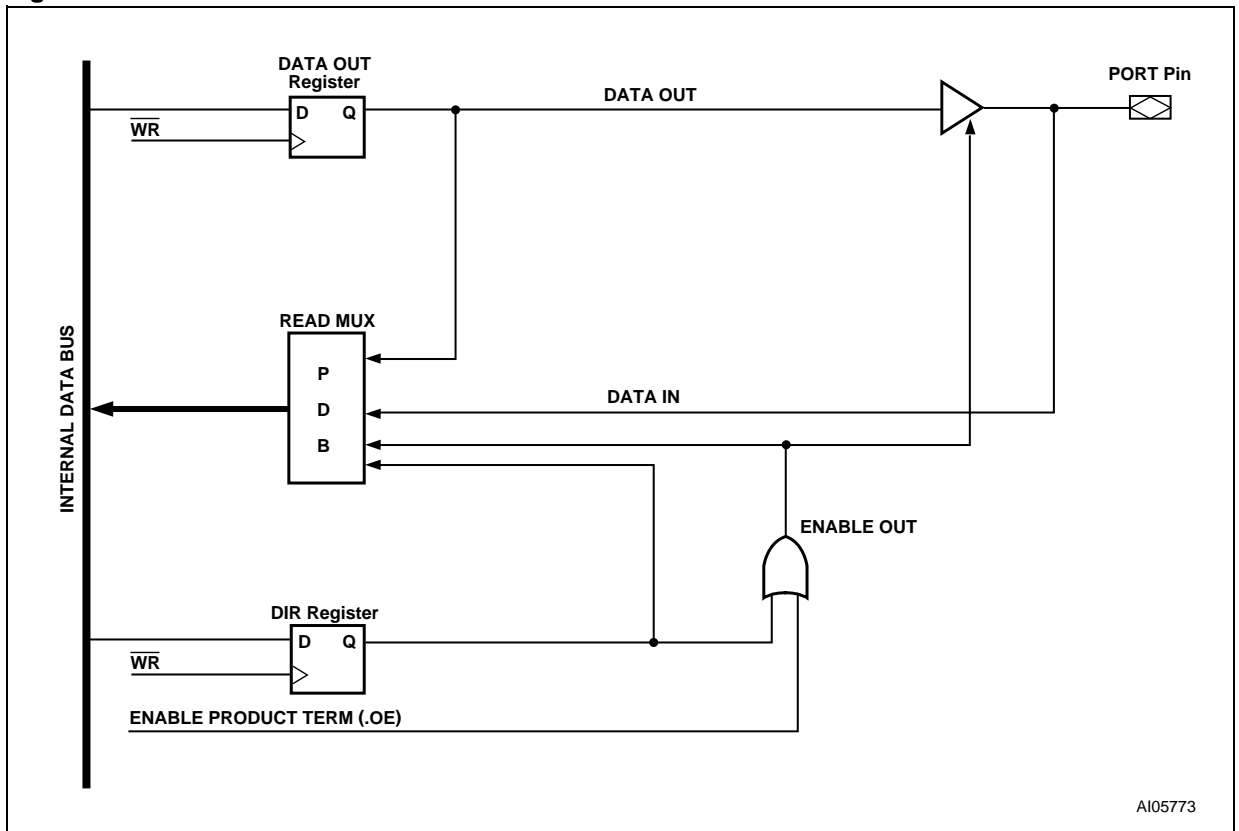 DATA OUT
Register
PORT Pin
D Q
DATA OUT
WR
READ MUX
P
D
B
DATA IN
INTERNAL DATA BUS
ENABLE OUT
DIR Register
D Q
WR
ENABLE PRODUCT TERM (.OE)
AI05773